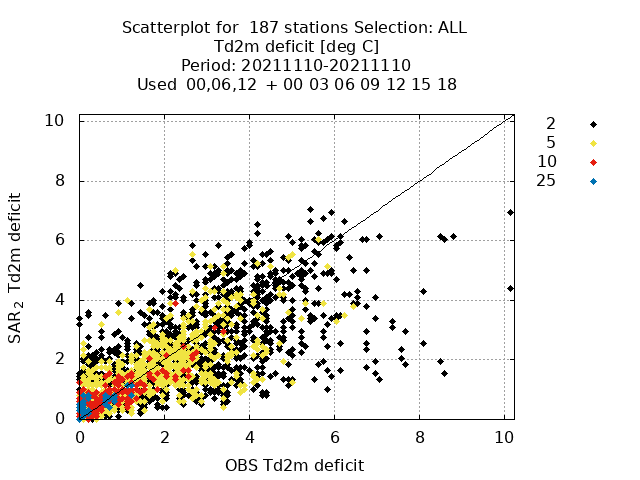 Scatterplot for 187 stations Selection: ALL
Td2m deficit [deg C]
Period: 20211110-20211110
Used 00,06,12 + 00 03 06 09 12 15 18
2
5
10
25
SAR2 Td2m deficit
10
8
6
4
2
0
0 2 4 6 8 10
OBS Td2m deficit